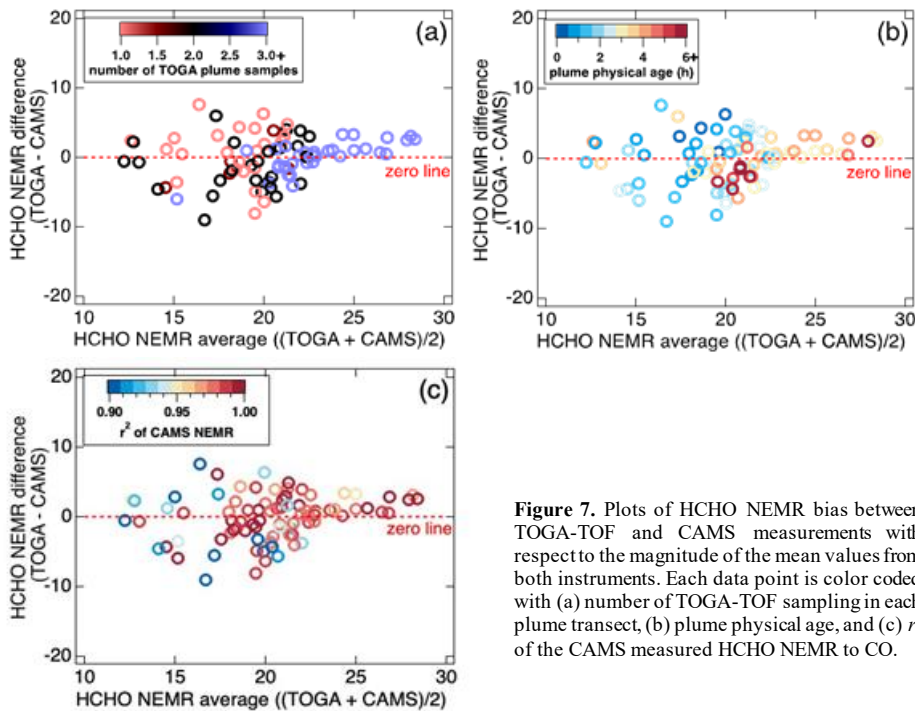 20
10
0
-10
-20
HCHO NEMR difference
(TOGA - CAMS)
1.0 1.5 2.0 2.5 3.0+
number of TOGA plume samples
(a)
zero line
10 15 20 25 30
HCHO NEMR average ((TOGA + CAMS)/2)
20
10
0
-10
-20
HCHO NEMR difference
(TOGA - CAMS)
0 2 4 6+
plume physical age (h)
(b)
zero line
10 15 20 25 30
HCHO NEMR average ((TOGA + CAMS)/2)
20
10
0
-10
-20
HCHO NEMR difference
(TOGA - CAMS)
0.90 0.95 1.00
r² of CAMS NEMR
(c)
zero line
10 15 20 25 30
HCHO NEMR average ((TOGA + CAMS)/2)
Figure 7. Plots of HCHO NEMR bias between
TOGA-TOF and CAMS measurements with
respect to the magnitude of the mean values from
both instruments. Each data point is color coded
with (a) number of TOGA-TOF sampling in each
plume transect, (b) plume physical age, and (c) r
of the CAMS measured HCHO NEMR to CO.